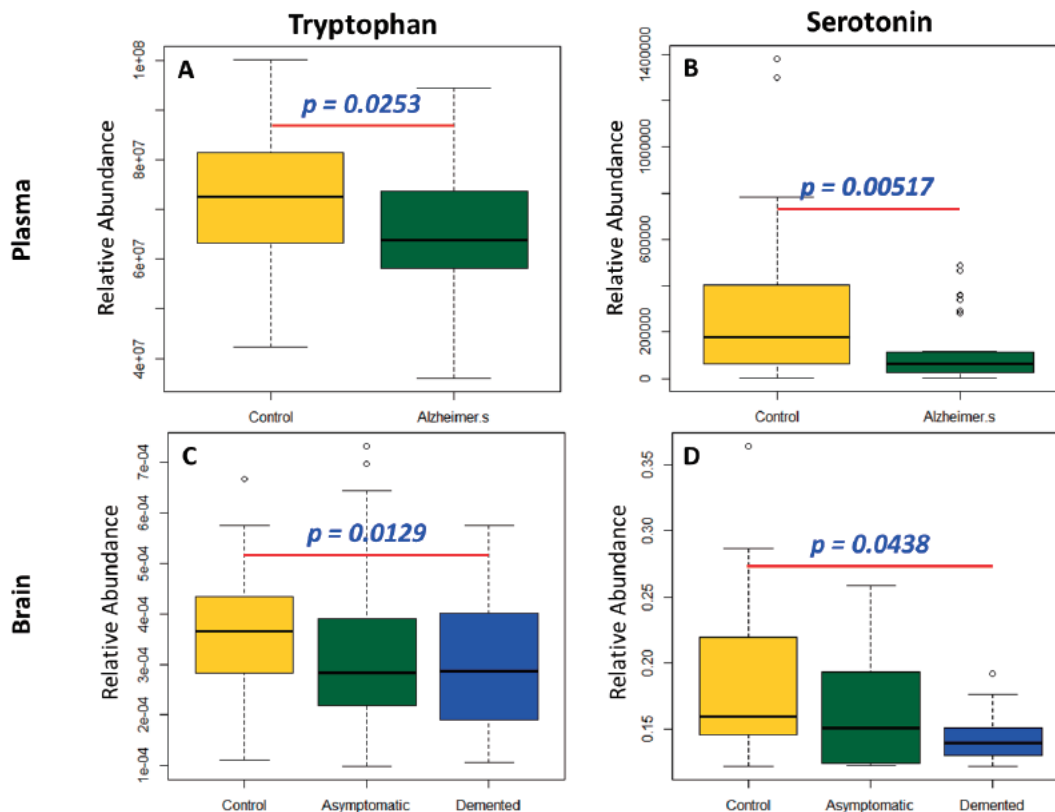 Tryptophan
Serotonin
Plasma
Relative Abundance
4e+07
6e+07
8e+07
1e+08
A
p = 0.0253
Control
Alzheimer.s
Relative Abundance
0
200000
600000
1000000
1400000
B
p = 0.00517
Control
Alzheimer.s
Brain
Relative Abundance
1e-04
2e-04
3e-04
4e-04
5e-04
6e-04
7e-04
C
p = 0.0129
Control
Asymptomatic
Demented
Relative Abundance
0.15
0.20
0.25
0.30
0.35
D
p = 0.0438
Control
Asymptomatic
Demented